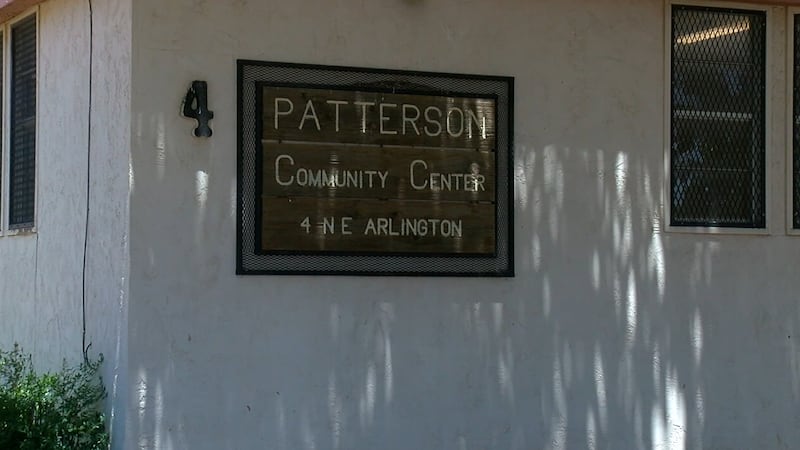 4
PATTERSON
COMMUNITY CENTER
4 N E ARLINGTON